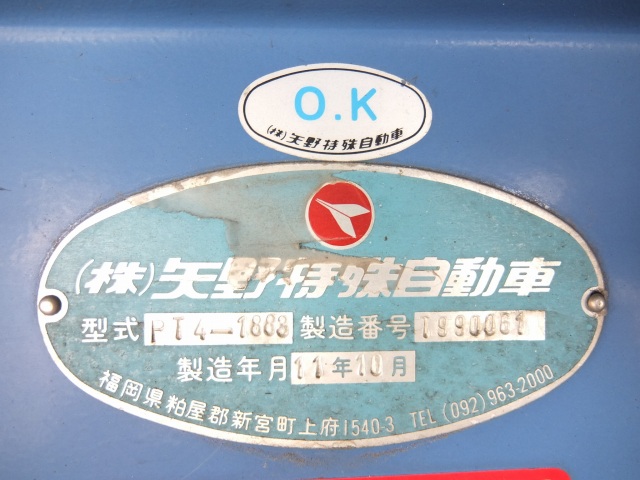 O.K
(株)矢野特殊自動車
(株)矢野特殊自動車
型式 PT4-1888 製造番号 1990061
製造年月 11年10月
福岡県粕屋郡新宮町上府1540-3 TEL (092)963-2000